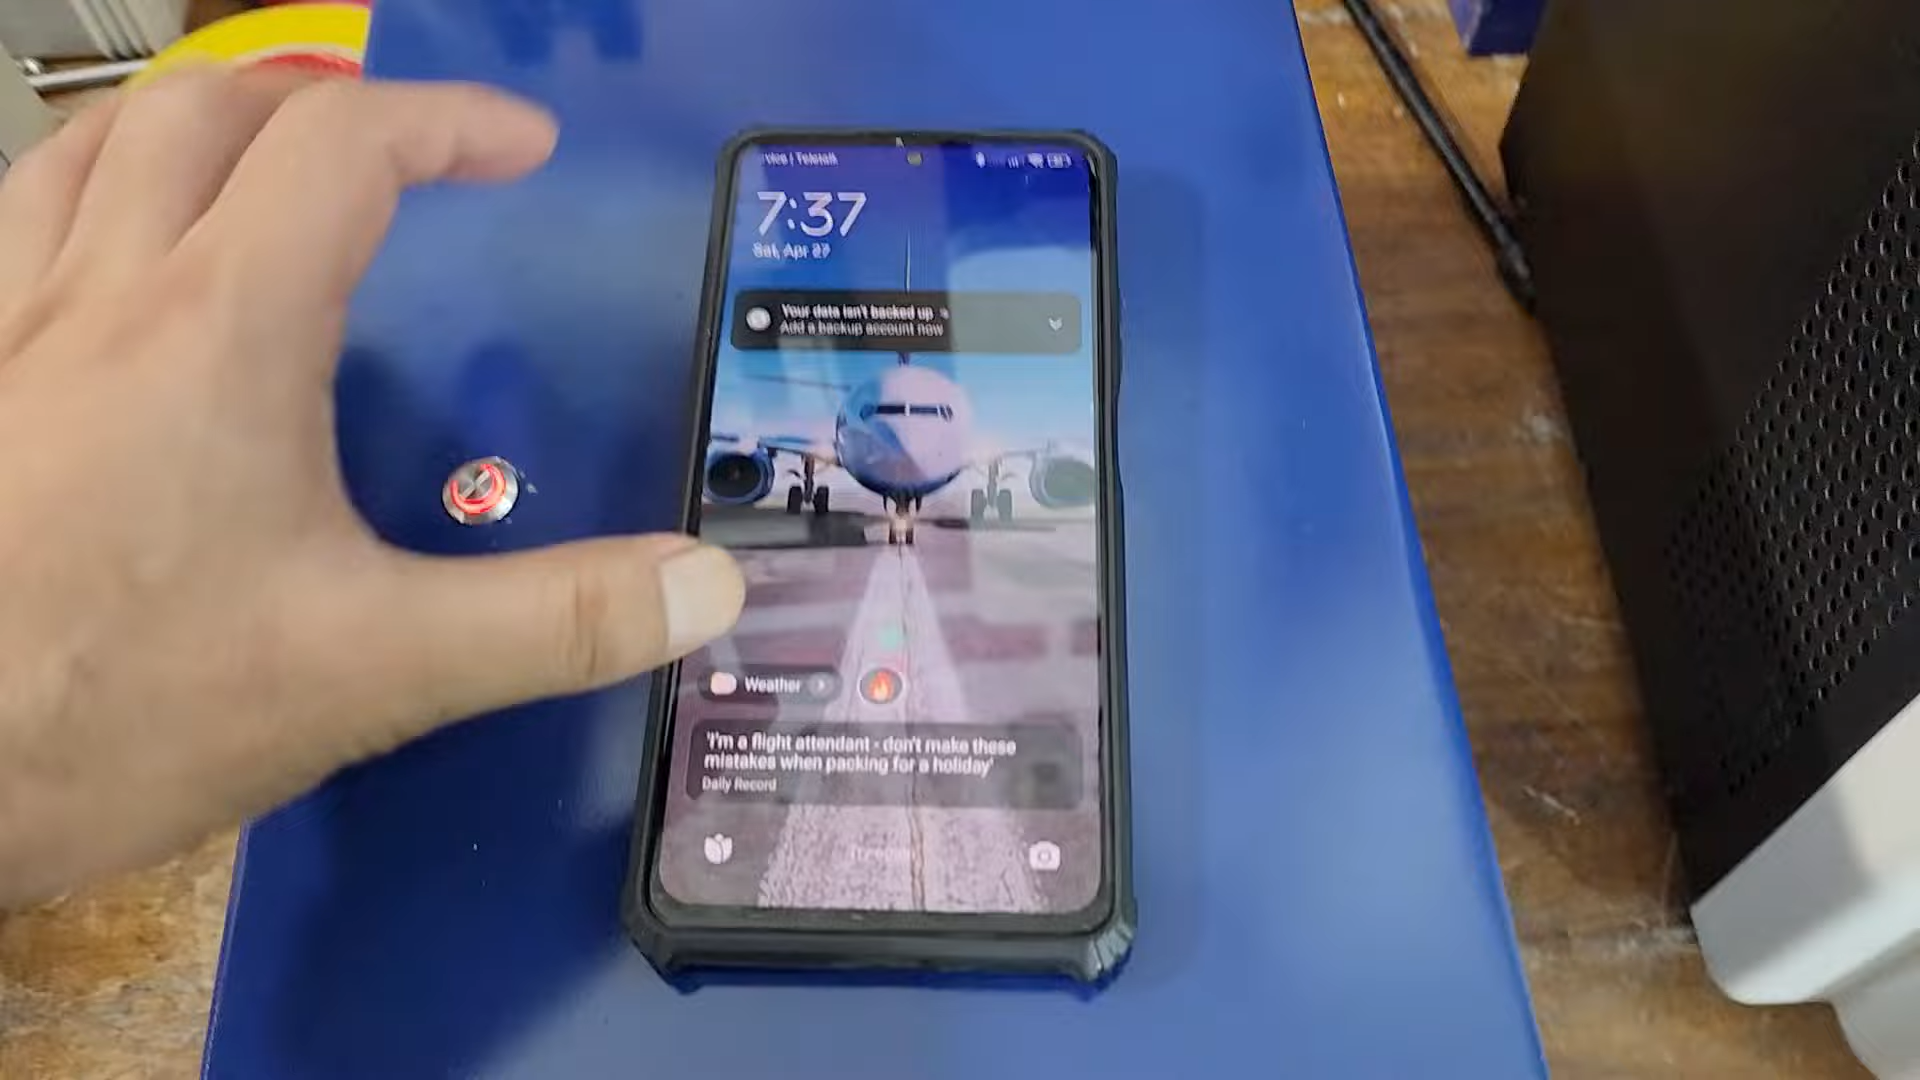 | Teletalk
7:37
Sat, Apr 27
Your data isn't backed up
Add a backup account now
Weather
'I'm a flight attendant - don't make these
mistakes when packing for a holiday'
Daily Record